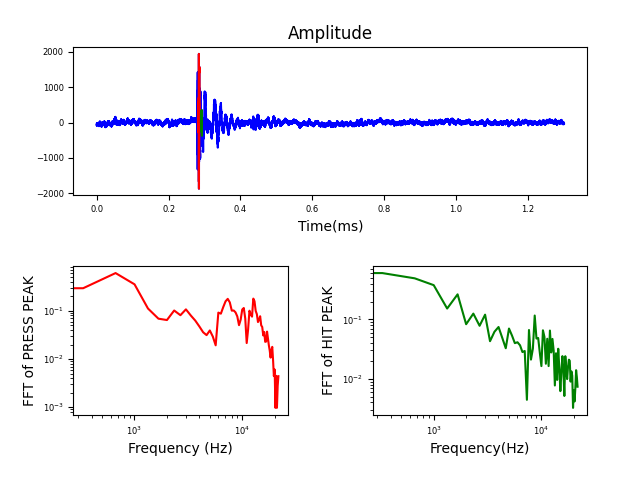 Amplitude
2000
1000
0
−1000
−2000
0.0 0.2 0.4 0.6 0.8 1.0 1.2
Time(ms)
FFT of PRESS PEAK
10⁻¹
10⁻²
10⁻³
10³ 10⁴
Frequency (Hz)
FFT of HIT PEAK
10⁻¹
10⁻²
10³ 10⁴
Frequency(Hz)